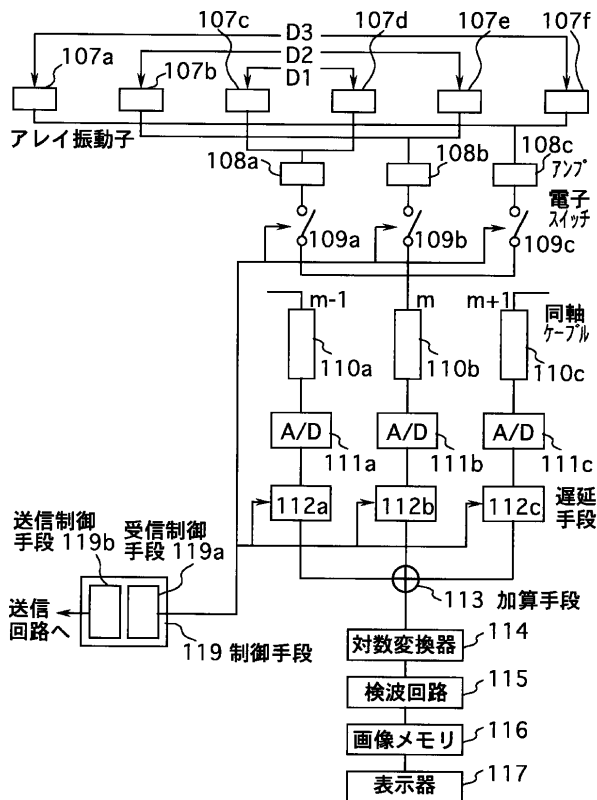 107c
D3
107d
107e
107f
107a
107b
D2
D1
アレイ振動子
108a
108b
108c
アンプ
電子
スイッチ
109a
109b
109c
m-1
m
m+1
同軸
ケーブル
110a
110b
110c
A/D
A/D
A/D
111a
111b
111c
112a
112b
112c
遅延
手段
送信制御
手段 119b
受信制御
手段 119a
送信
回路へ
119 制御手段
113 加算手段
対数変換器
114
検波回路
115
画像メモリ
116
表示器
117